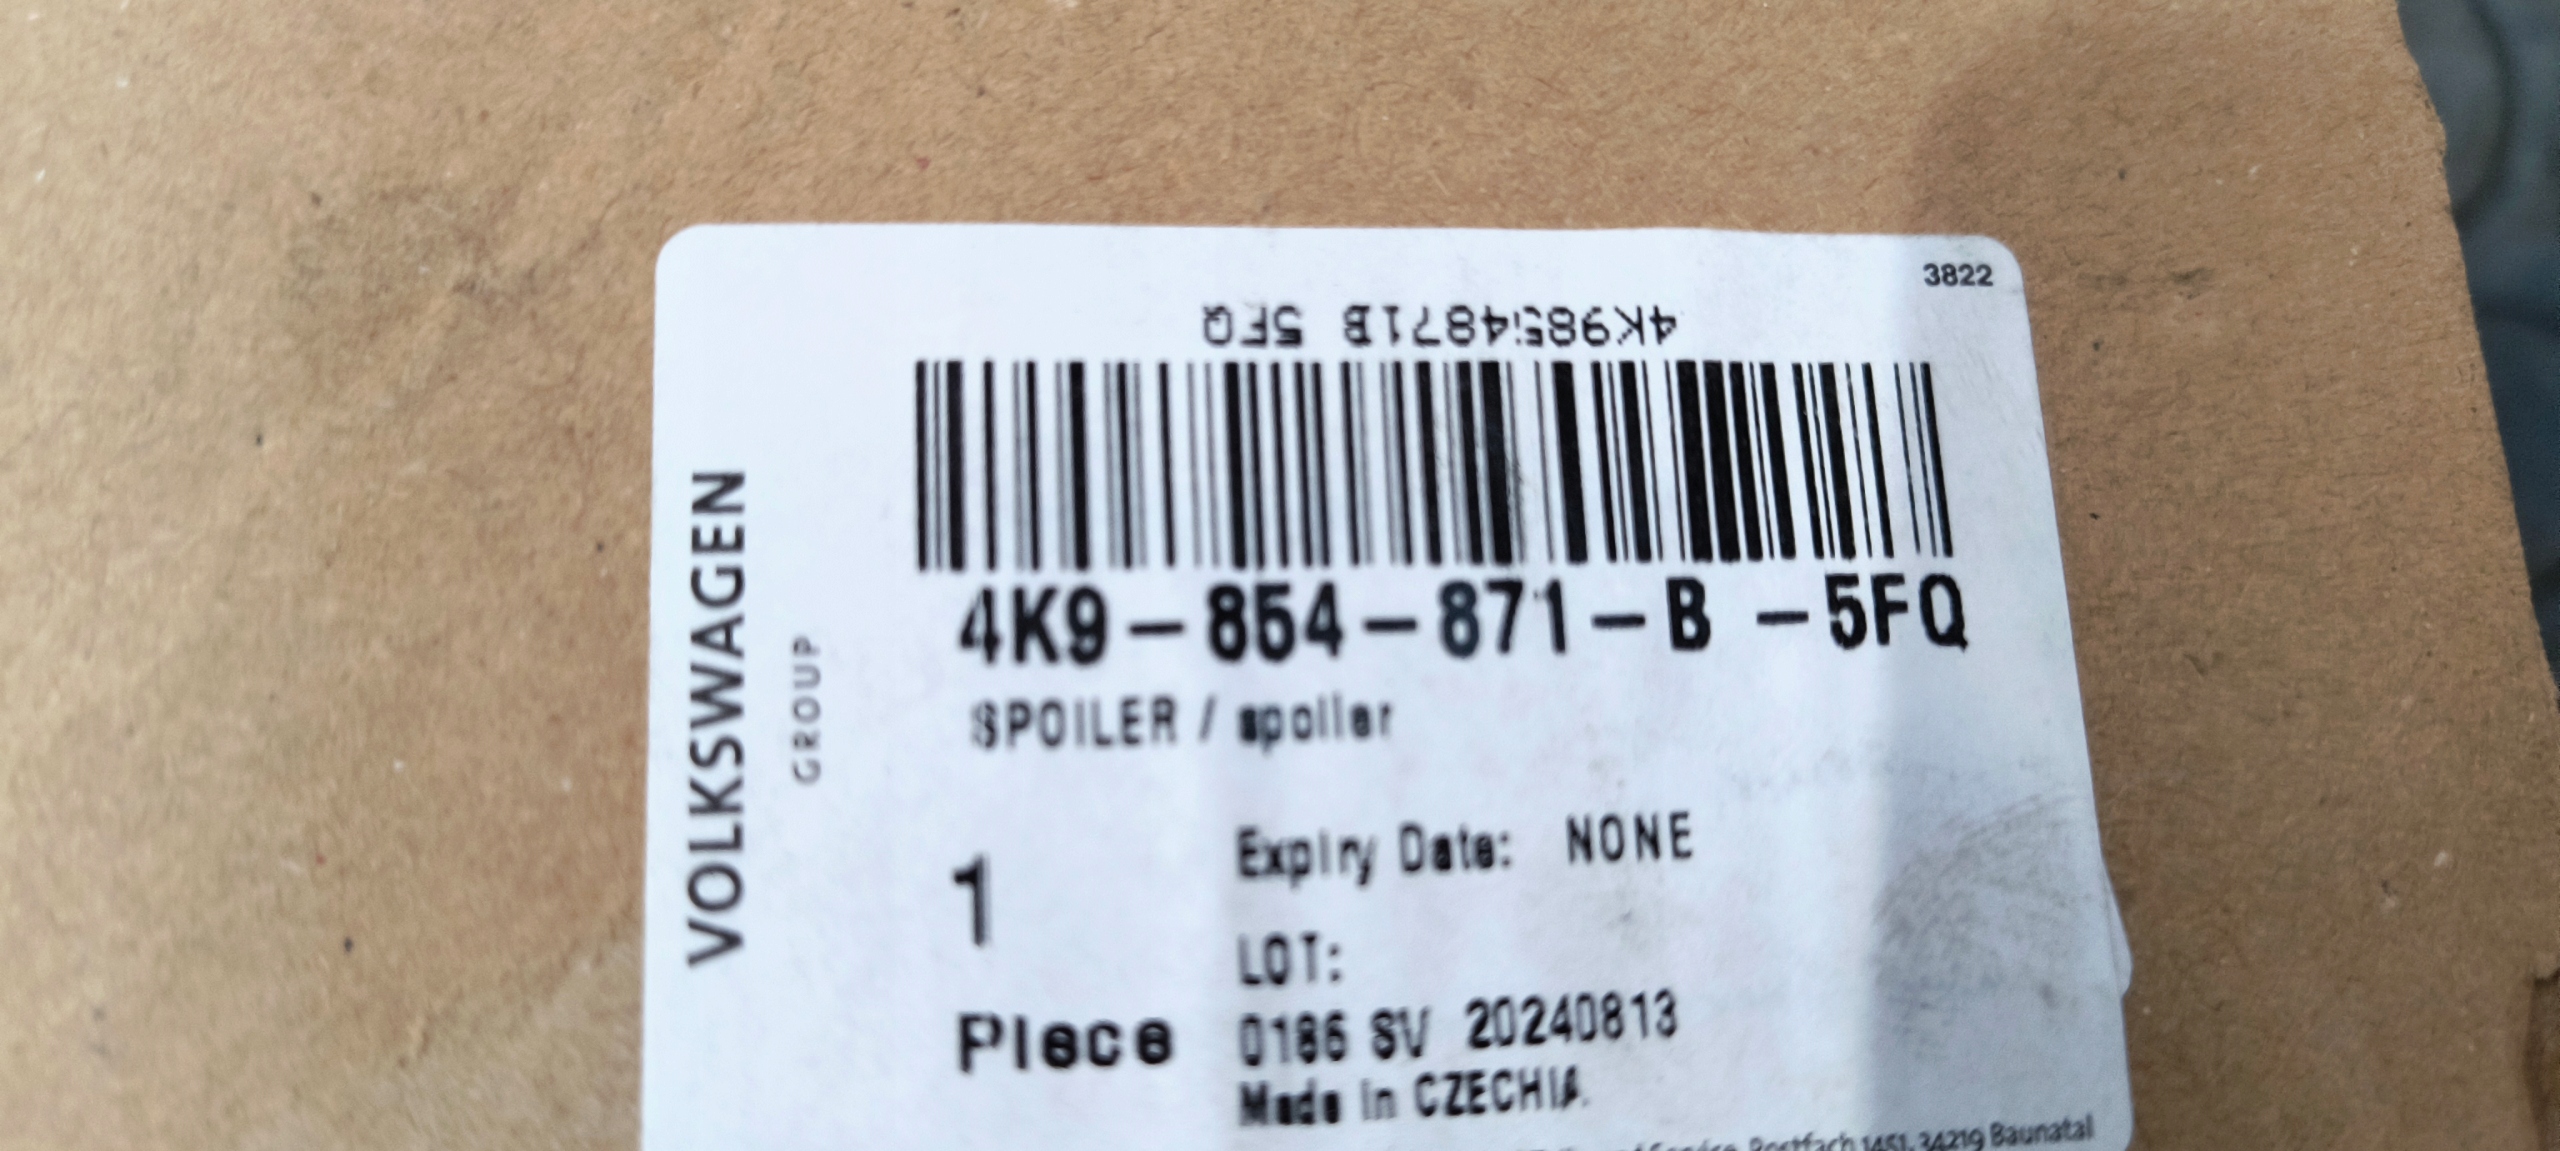 3822
4K9854871B 5FQ
4K9-854-871-B -5FQ
SPOILER / spoiler
VOLKSWAGEN
GROUP
1
Piece
Expiry Date: NONE
LOT:
0186 SV 20240813
Made in CZECHIA
Postfach 1451, 34219 Baunatal